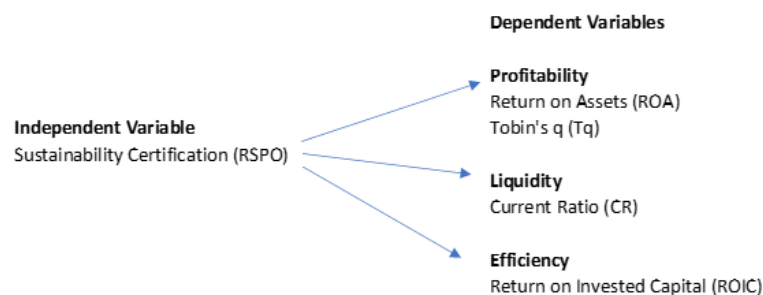 Dependent Variables
Profitability
Return on Assets (ROA)
Tobin's q (Tq)
Independent Variable
Sustainability Certification (RSPO)
Liquidity
Current Ratio (CR)
Efficiency
Return on Invested Capital (ROIC)